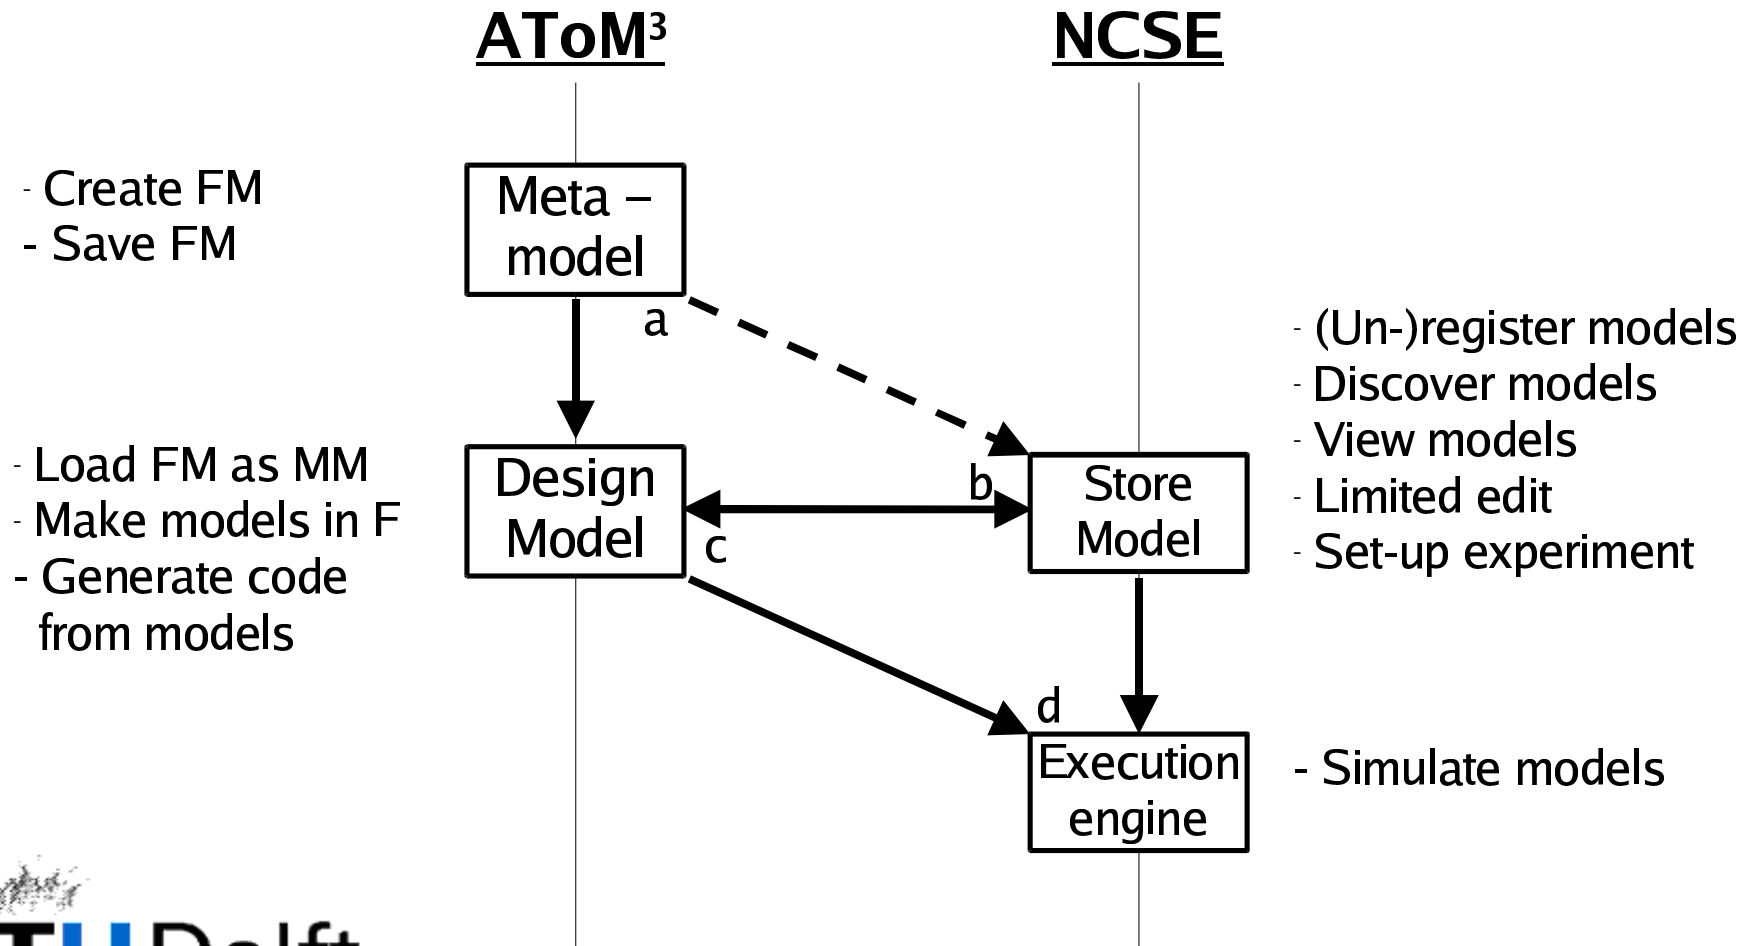 AToM³
NCSE
- Create FM
- Save FM
Meta –
model
a
- (Un-)register models
- Discover models
- View models
- Limited edit
- Set-up experiment
- Load FM as MM
- Make models in F
- Generate code
from models
Design
Model
b
c
Store
Model
d
Execution
engine
- Simulate models
TU Delft